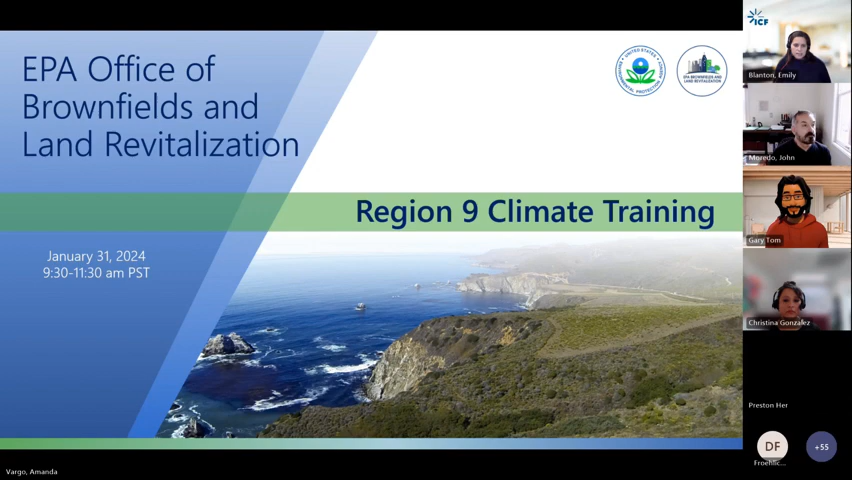 EPA Office of
Brownfields and
Land Revitalization
Region 9 Climate Training
January 31, 2024
9:30-11:30 am PST
ICF
Blanton, Emily
Moredo, John
Gary Tom
Christina Gonzalez
Preston Her
DF
Froehlic...
+55
Vargo, Amanda